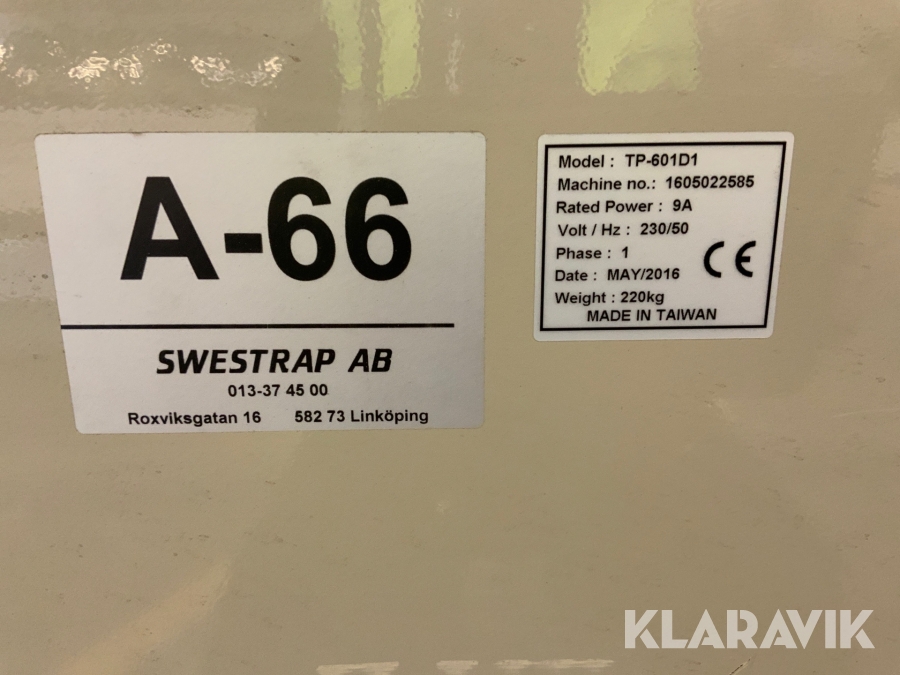 A-66
SWESTRAP AB
013-37 45 00
Roxviksgatan 16 582 73 Linköping
Model : TP-601D1
Machine no.: 1605022585
Rated Power : 9A
Volt / Hz : 230/50
Phase : 1
Date : MAY/2016
Weight : 220kg
CE
MADE IN TAIWAN
KLARAVIK